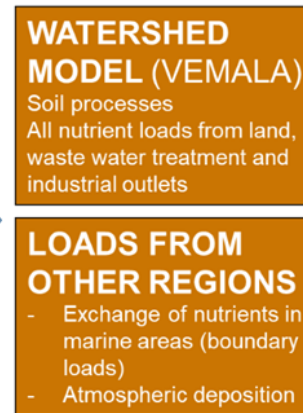 WATERSHED
MODEL (VEMALA)
Soil processes
All nutrient loads from land,
waste water treatment and
industrial outlets
LOADS FROM
OTHER REGIONS
- Exchange of nutrients in
marine areas (boundary
loads)
- Atmospheric deposition